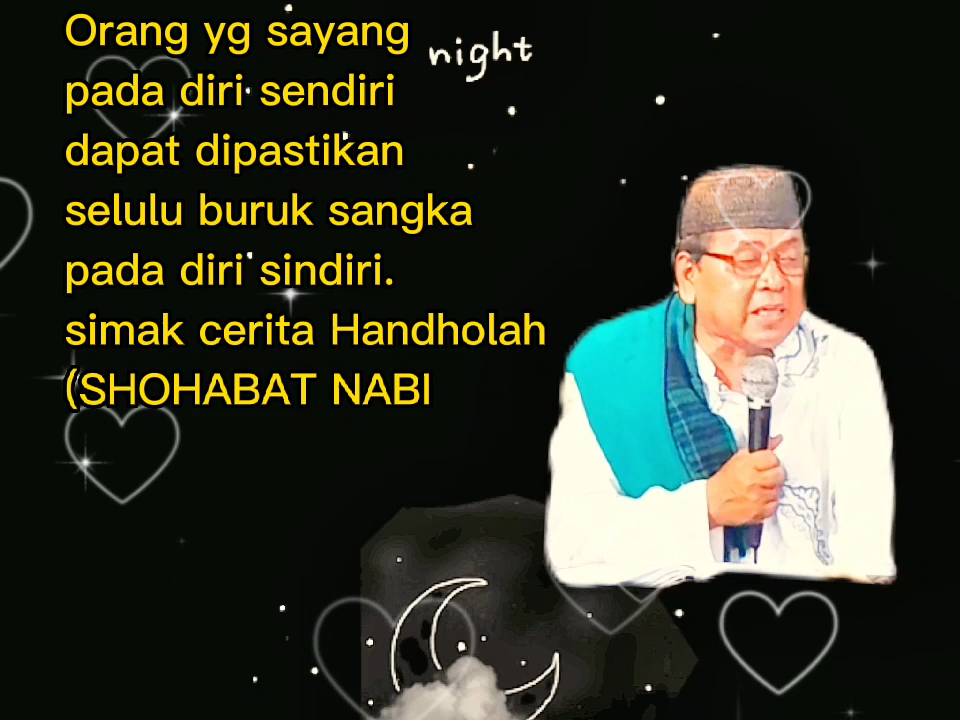 Orang yg sayang
night
pada diri sendiri
dapat dipastikan
selulu buruk sangka
pada diri sindiri.
simak cerita Handholah
(SHOHABAT NABI